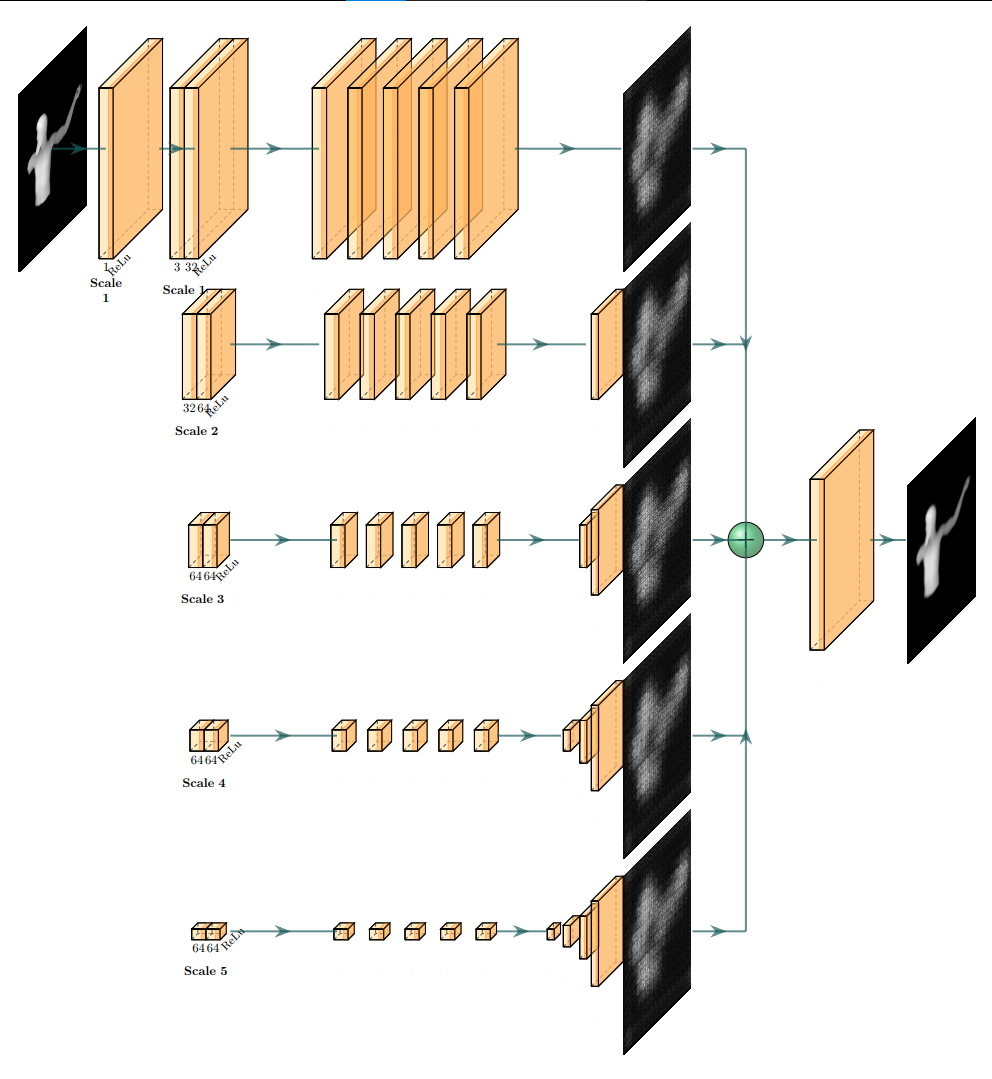 1
ReLu
Scale
1
3 32
ReLu
Scale 1
32 64
ReLu
Scale 2
64 64
ReLu
Scale 3
64 64
ReLu
Scale 4
64 64
ReLu
Scale 5